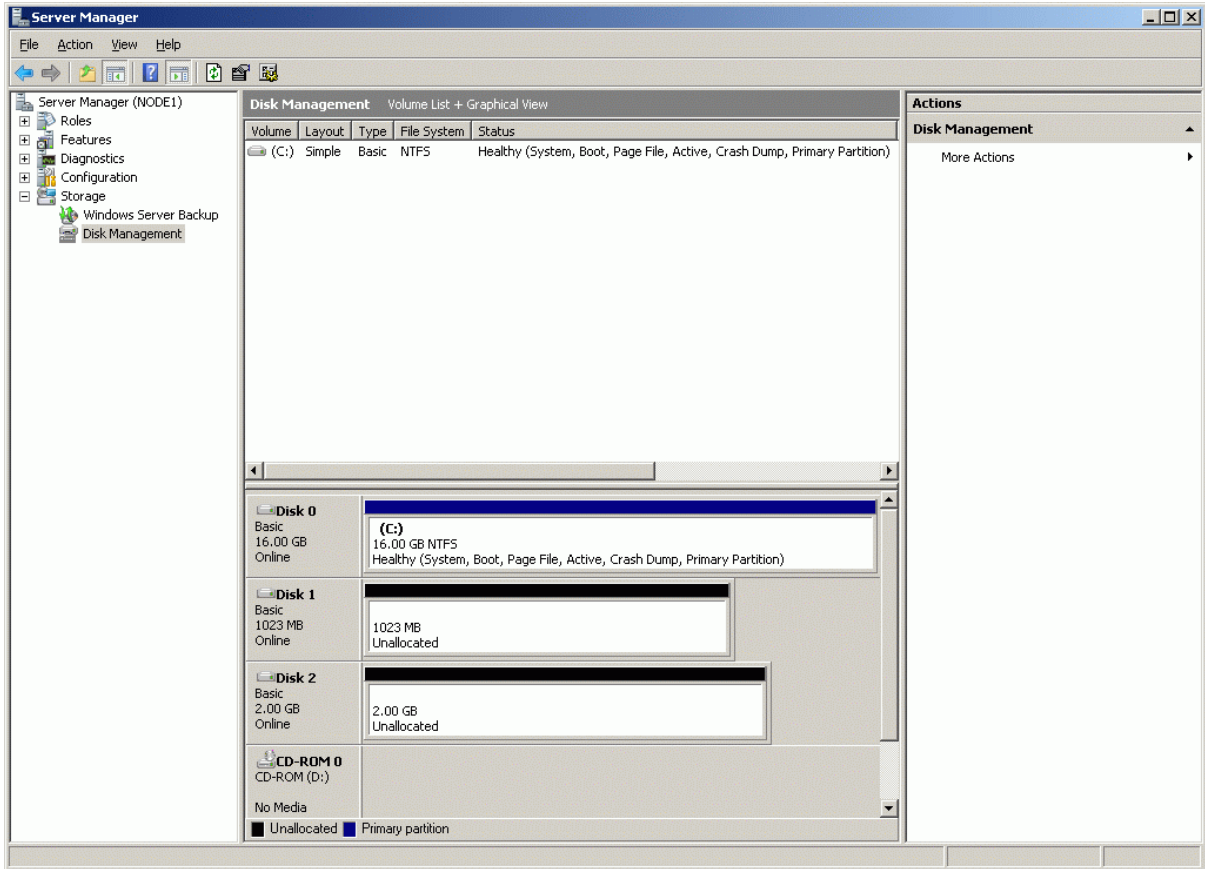 Server Manager
File Action View Help
Server Manager (NODE1)
Roles
Features
Diagnostics
Configuration
Storage
Windows Server Backup
Disk Management
Disk Management Volume List + Graphical View
Volume Layout Type File System Status
(C:) Simple Basic NTFS Healthy (System, Boot, Page File, Active, Crash Dump, Primary Partition)
Disk 0
Basic
16.00 GB
Online
(C:)
16.00 GB NTFS
Healthy (System, Boot, Page File, Active, Crash Dump, Primary Partition)
Disk 1
Basic
1023 MB
Online
1023 MB
Unallocated
Disk 2
Basic
2.00 GB
Online
2.00 GB
Unallocated
CD-ROM 0
CD-ROM (D:)
No Media
Unallocated Primary partition
Actions
Disk Management
More Actions